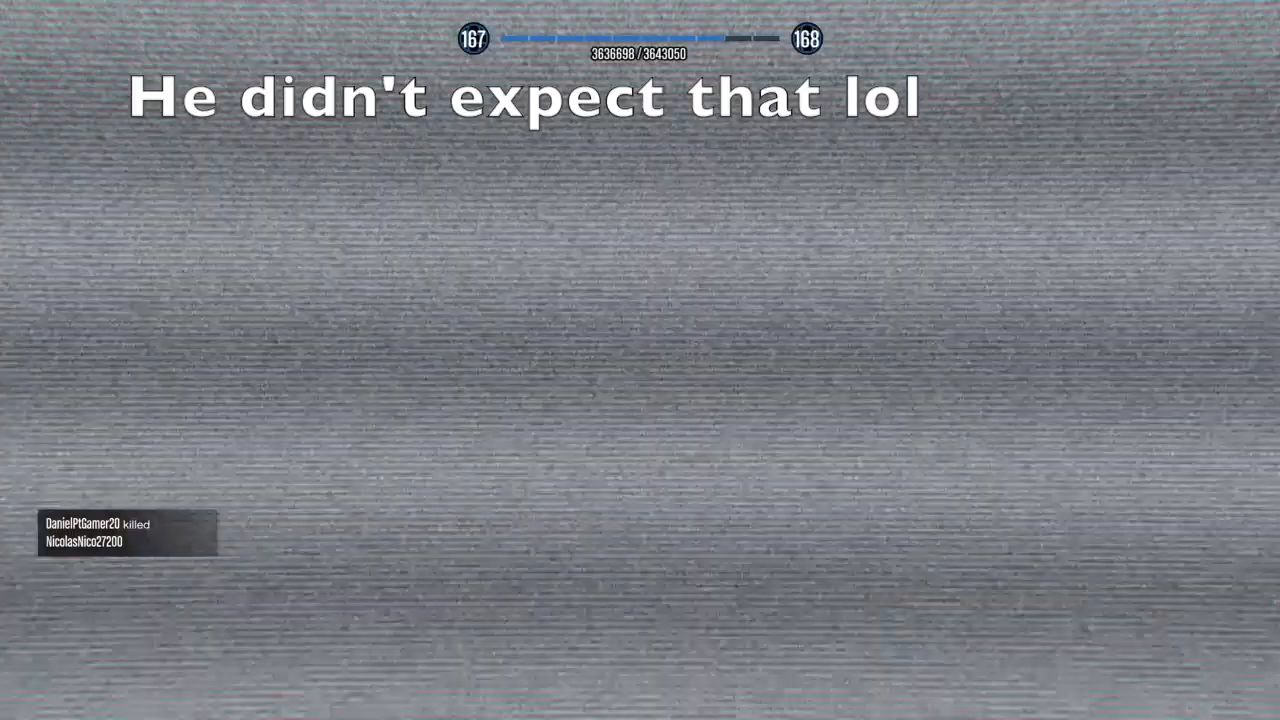 167 168
3636698 / 3643050
He didn't expect that lol
DanielPtGamer20 killed
NicolasNico27200